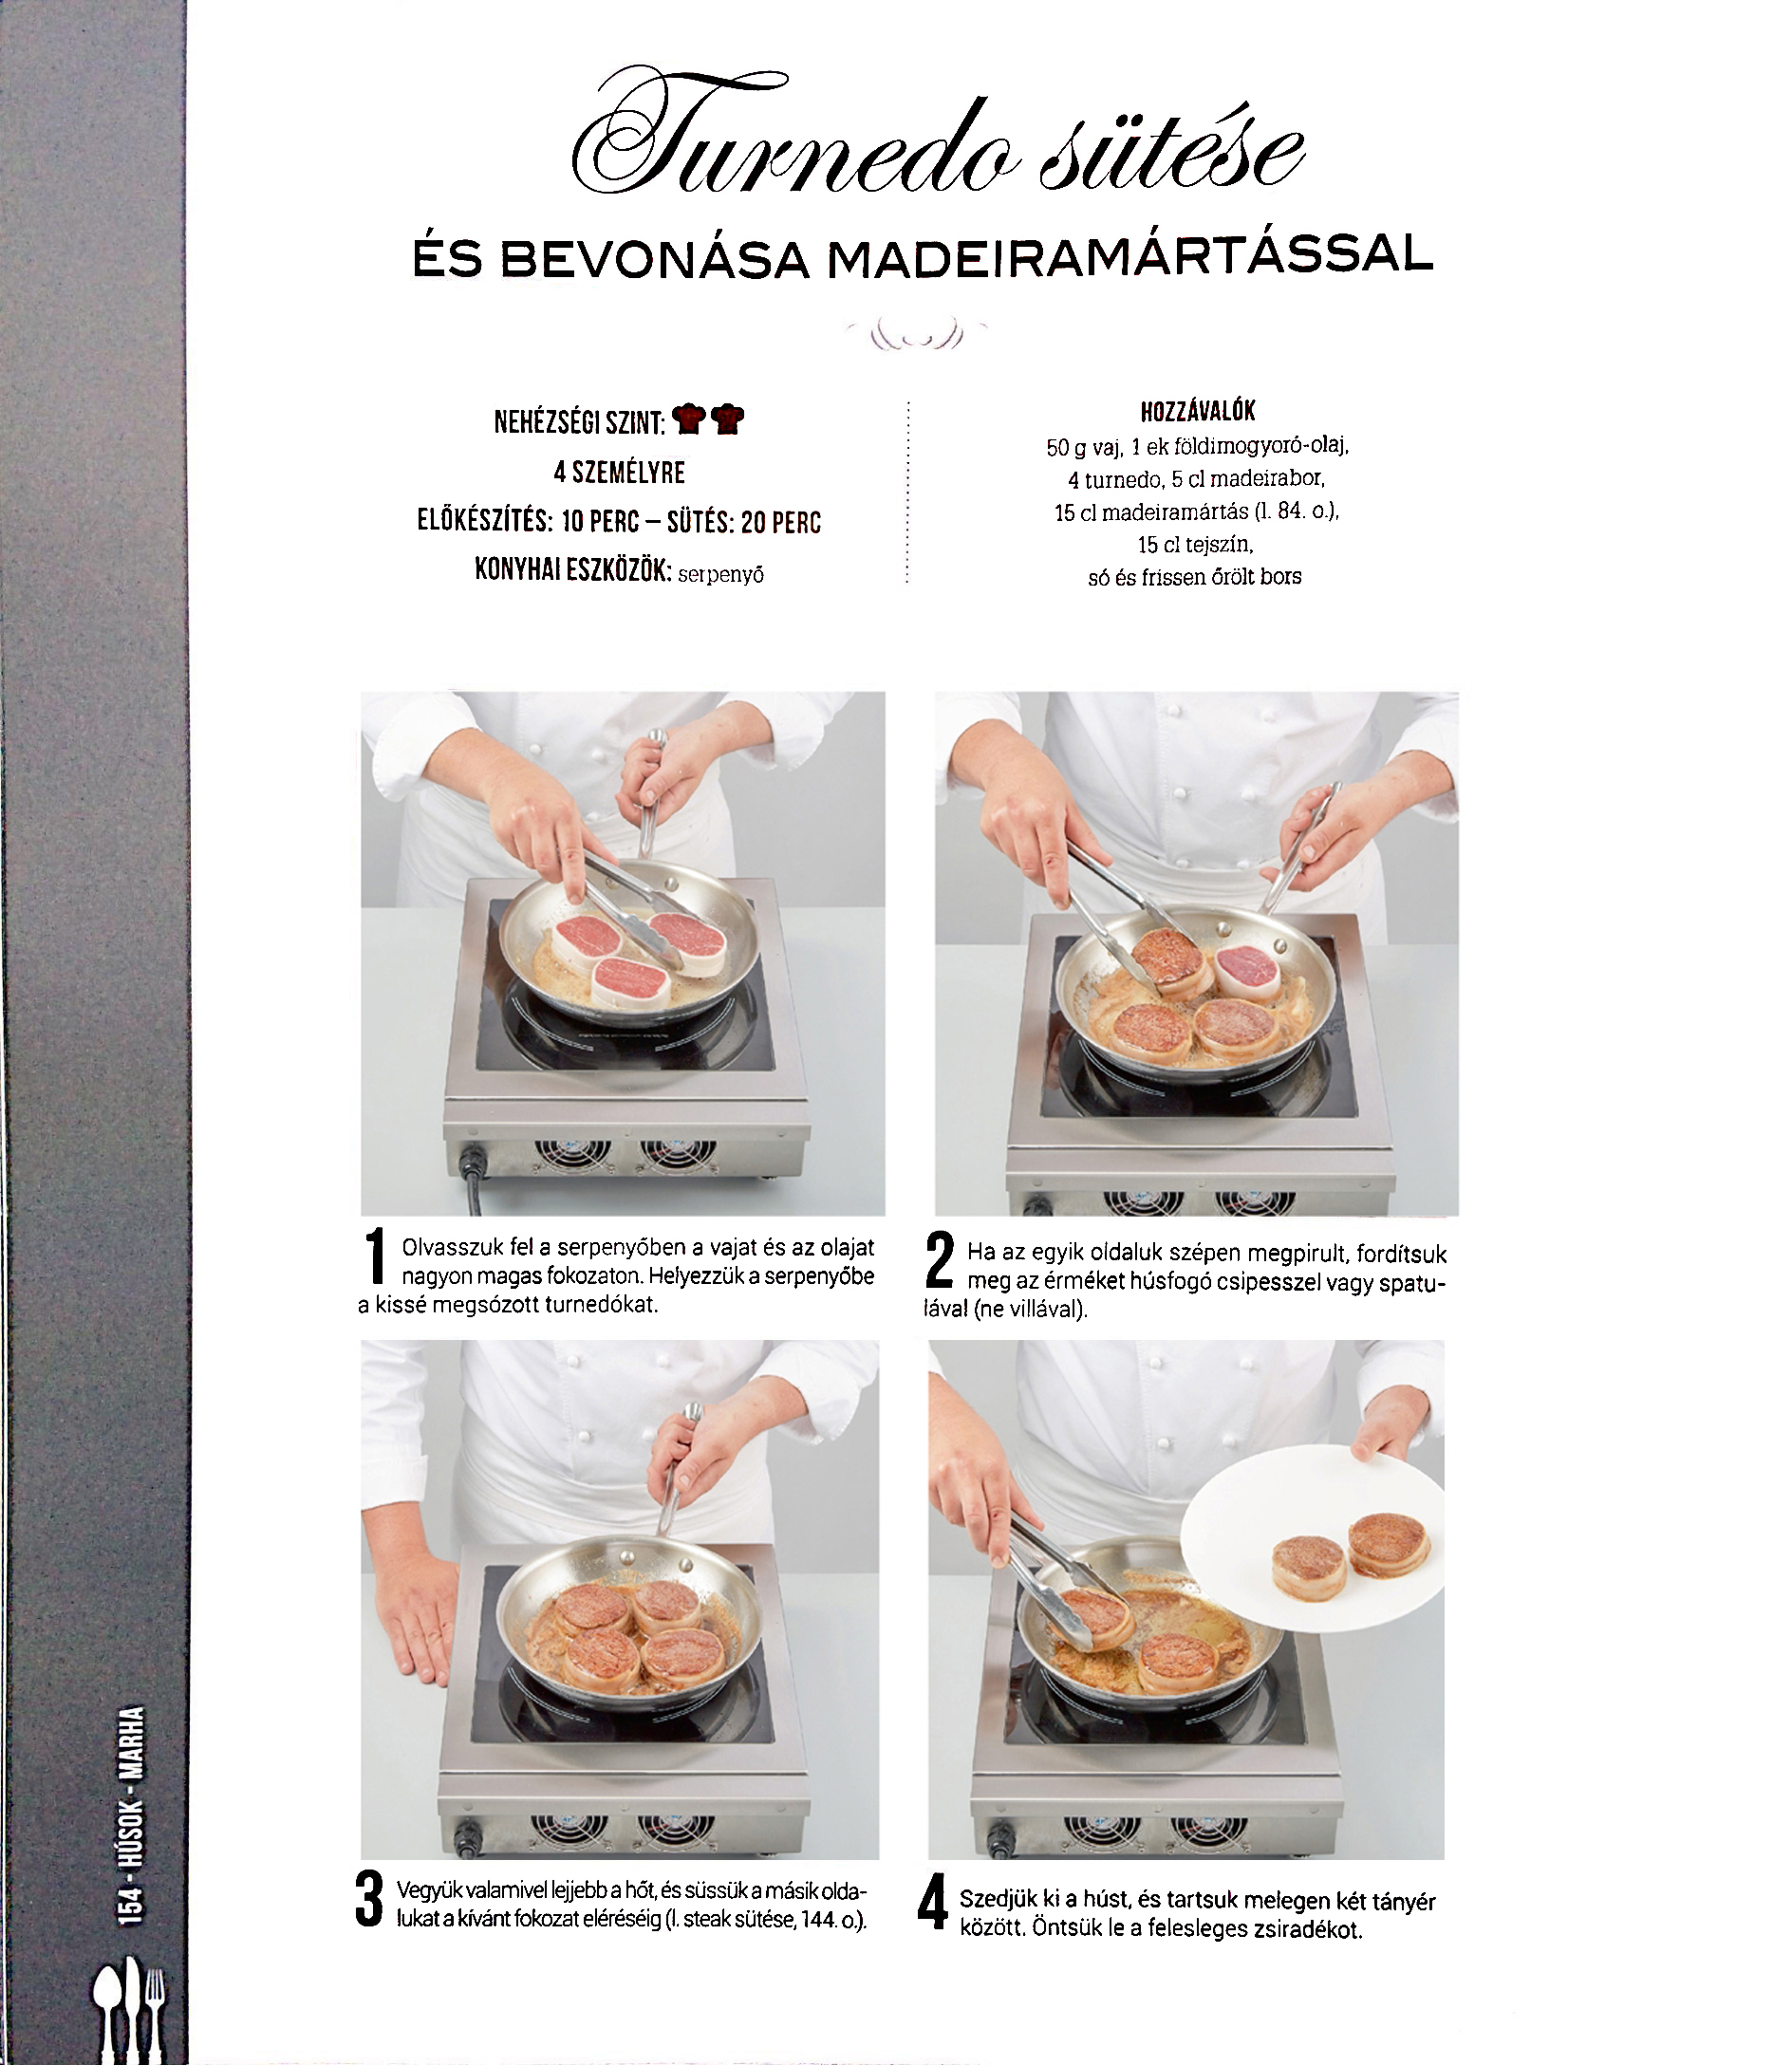 Turnedo sütése
ÉS BEVONÁSA MADEIRAMÁRTÁSSAL
NEHÉZSÉGI SZINT:
4 SZEMÉLYRE
ELŐKÉSZÍTÉS: 10 PERC – SÜTÉS: 20 PERC
KONYHAI ESZKÖZÖK: serpenyő
HOZZÁVALÓK
50 g vaj, 1 ek földimogyoró-olaj,
4 turnedo, 5 cl madeirabor,
15 cl madeiramártás (l. 84. o.),
15 cl tejszín,
só és frissen őrölt bors
1 Olvasszuk fel a serpenyőben a vajat és az olajat
nagyon magas fokozaton. Helyezzük a serpenyőbe
a kissé megsózott turnedókat.
2 Ha az egyik oldaluk szépen megpirult, fordítsuk
meg az érméket húsfogó csipesszel vagy spatu-
lával (ne villával).
3 Vegyük valamivel lejjebb a hőt, és süssük a másik olda-
lukat a kívánt fokozat eléréséig (l. steak sütése, 144. o.).
4 Szedjük ki a húst, és tartsuk melegen két tányér
között. Öntsük le a felesleges zsiradékot.
154 - HÚSOK - MARHA